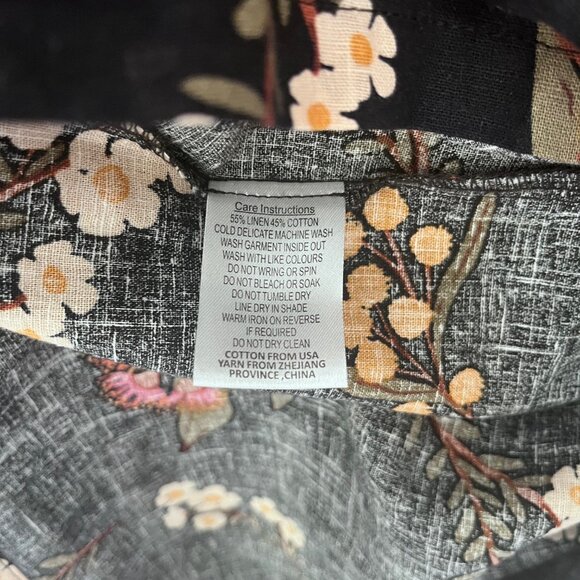 Care Instructions
55% LINEN 45% COTTON
COLD DELICATE MACHINE WASH
WASH GARMENT INSIDE OUT
WASH WITH LIKE COLOURS
DO NOT WRING OR SPIN
DO NOT BLEACH OR SOAK
DO NOT TUMBLE DRY
LINE DRY IN SHADE
WARM IRON ON REVERSE
IF REQUIRED
DO NOT DRY CLEAN
COTTON FROM USA
YARN FROM ZHEJIANG
PROVINCE ,CHINA